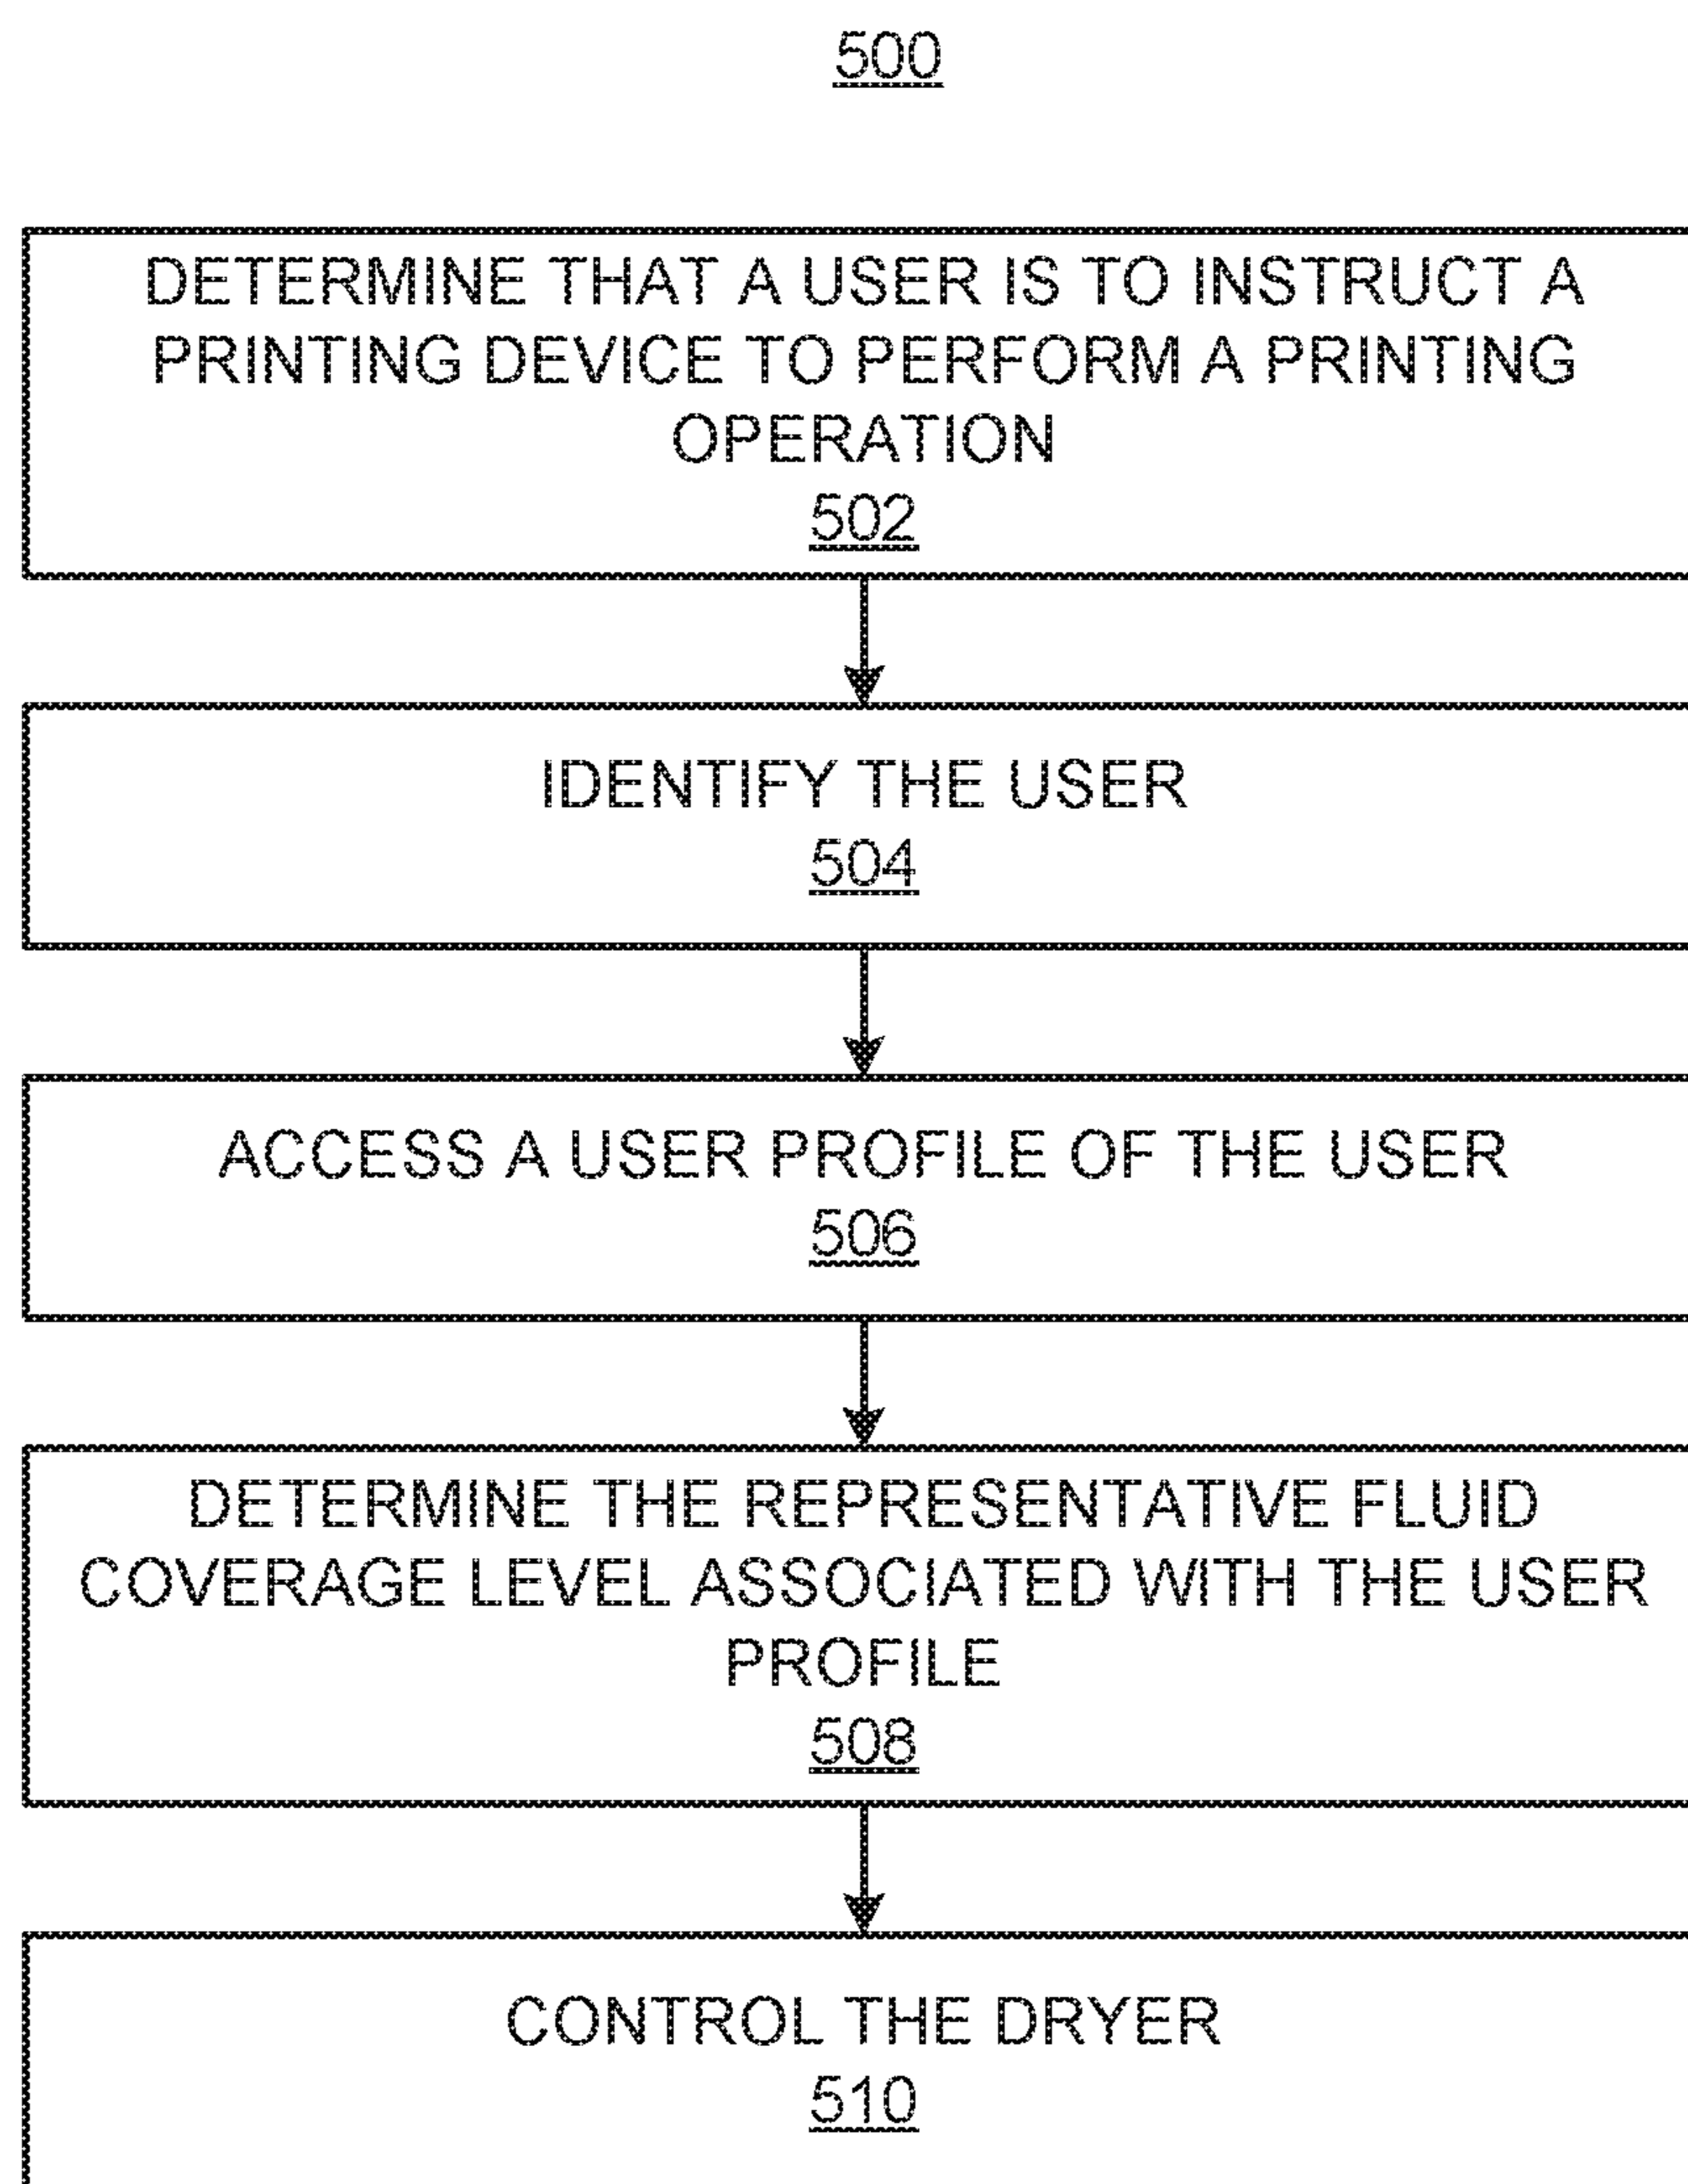 500
DETERMINE THAT A USER IS TO INSTRUCT A
PRINTING DEVICE TO PERFORM A PRINTING
OPERATION
502
IDENTIFY THE USER
504
ACCESS A USER PROFILE OF THE USER
506
DETERMINE THE REPRESENTATIVE FLUID
COVERAGE LEVEL ASSOCIATED WITH THE USER
PROFILE
508
CONTROL THE DRYER
510